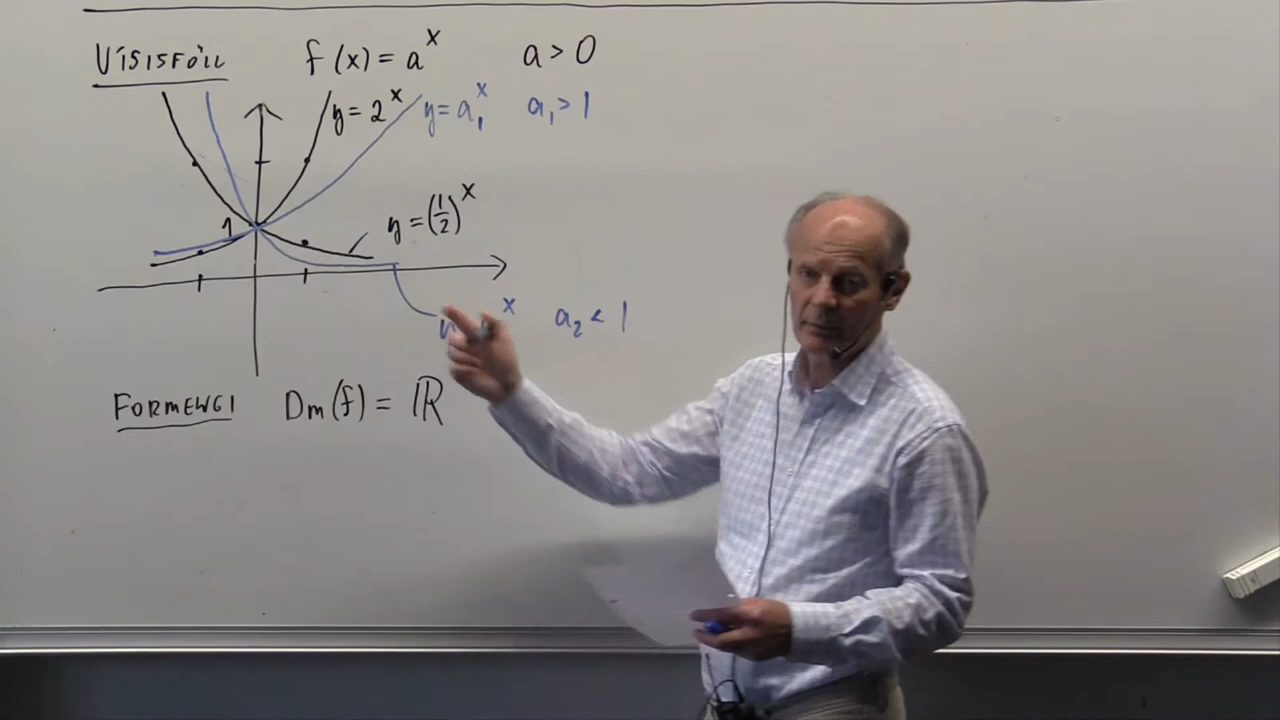 VÍSISFÖLL f(x) = a^x a > 0
y = 2^x y = a₁^x a₁ > 1
1 y = (1/2)^x
x a₂ < 1
FORMENGI Dm(f) = ℝ